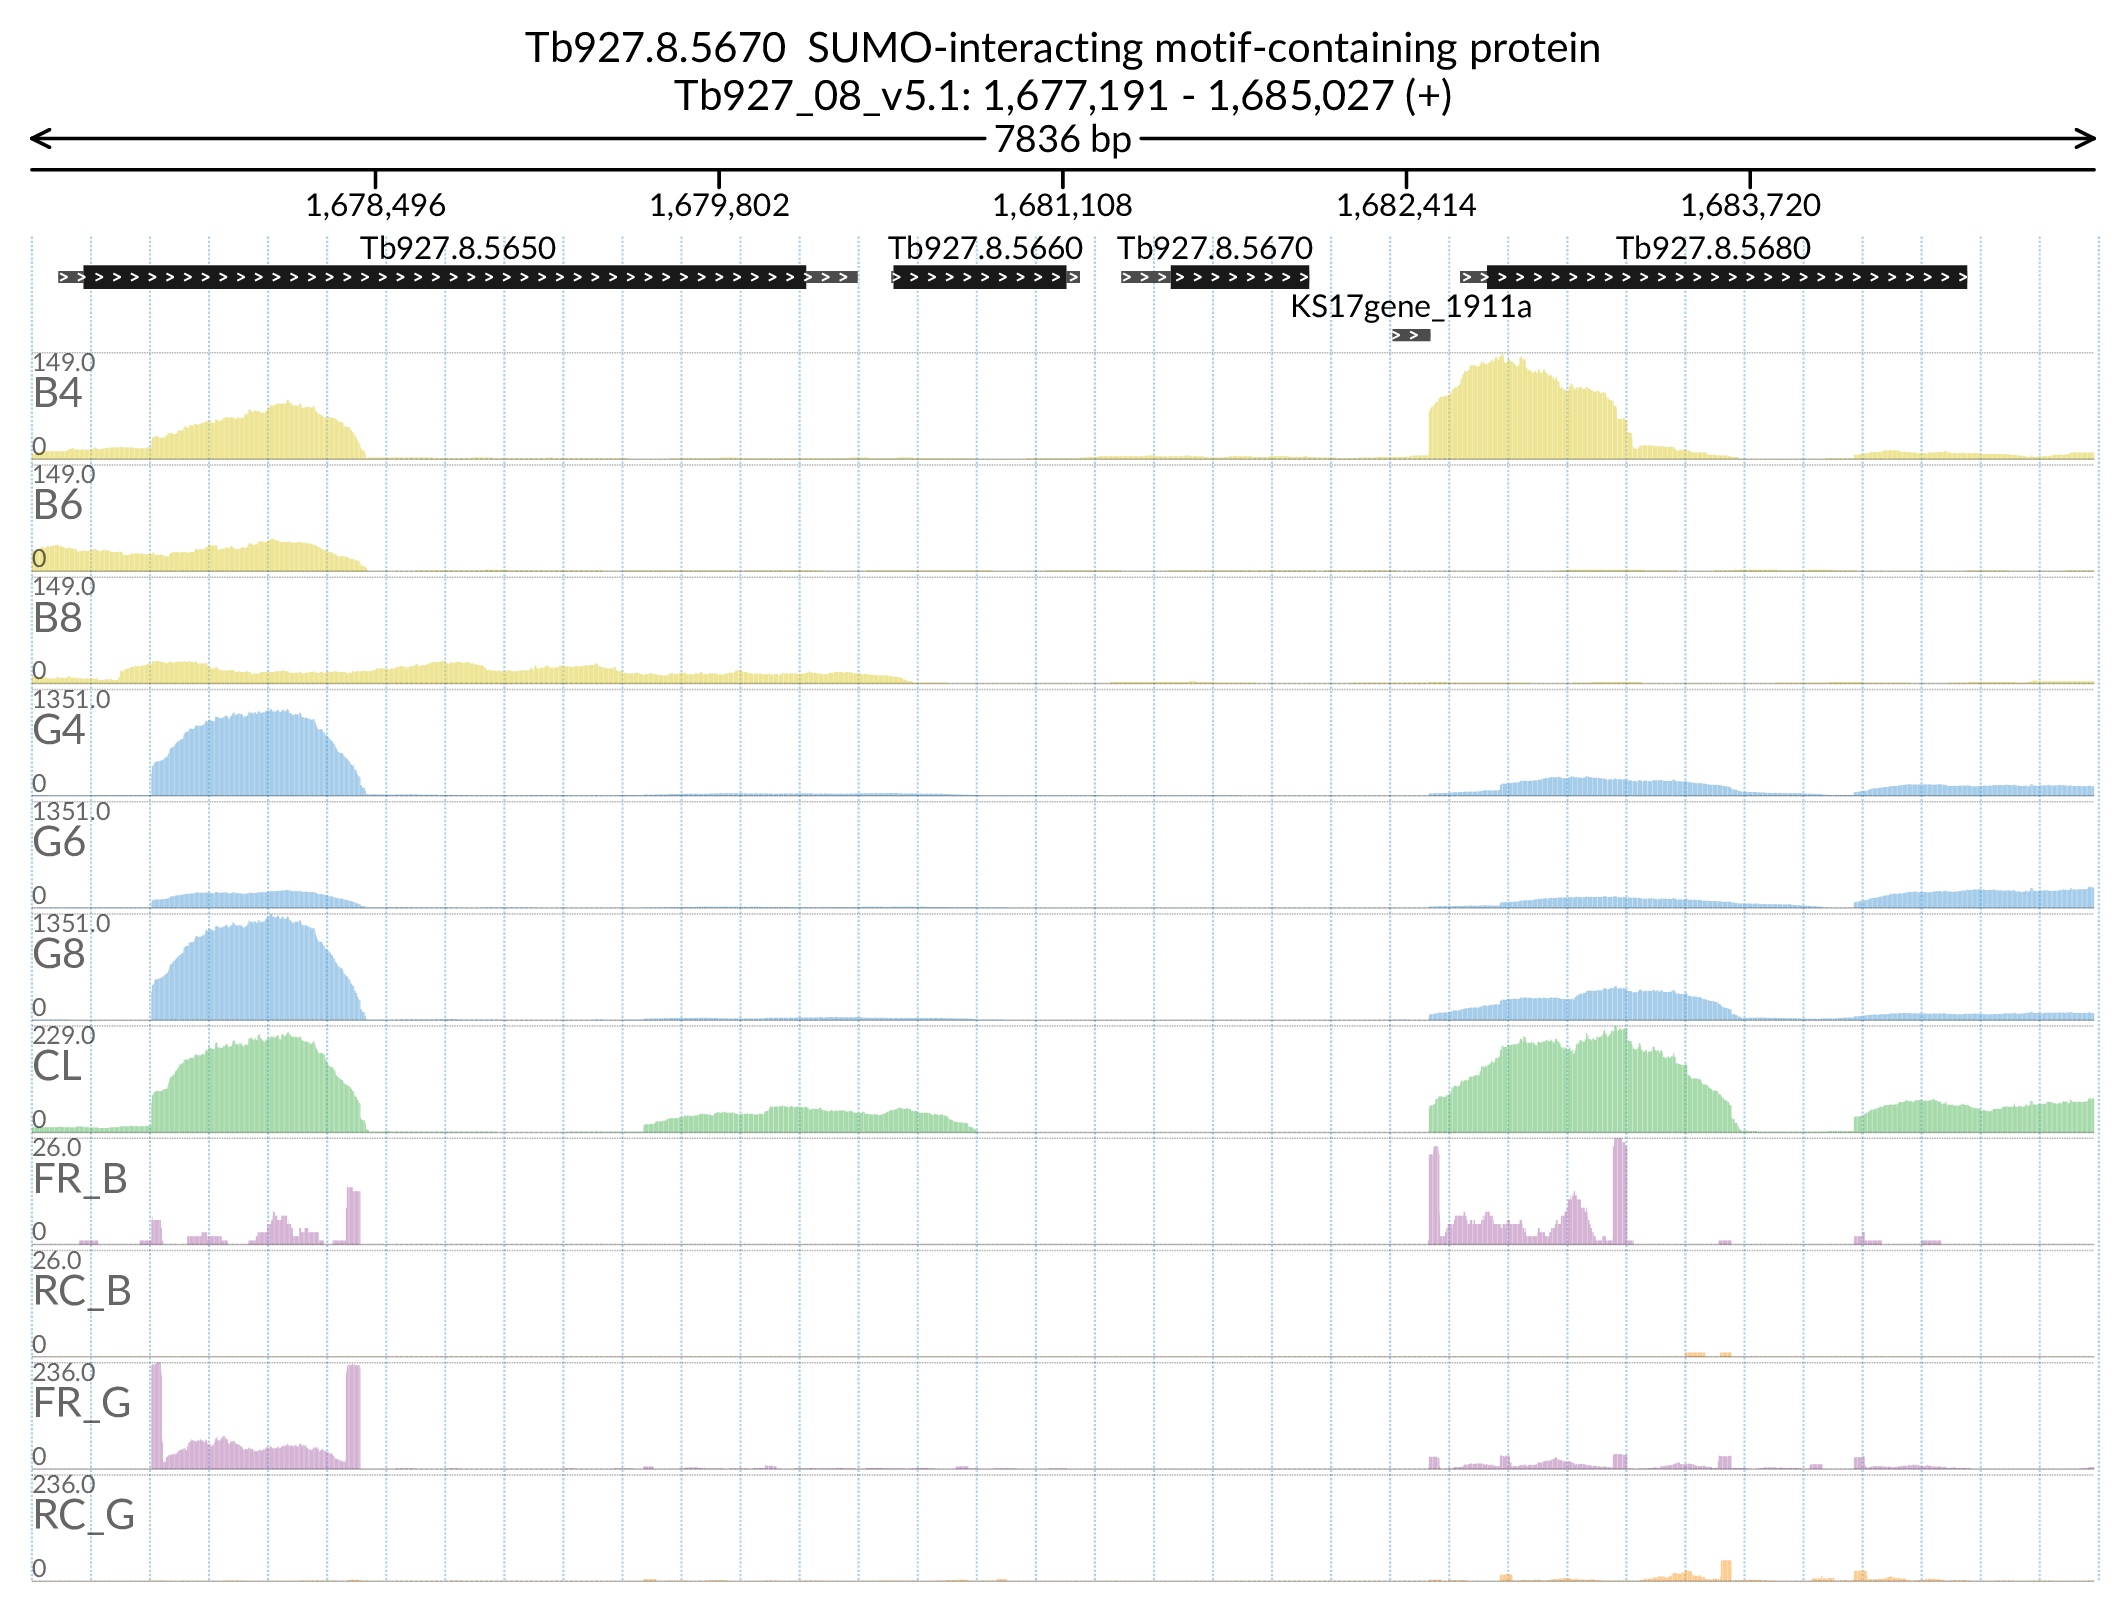 Tb927.8.5670  SUMO-interacting motif-containing protein
Tb927_08_v5.1: 1,677,191 - 1,685,027 (+)
7836 bp
1,678,496 1,679,802 1,681,108 1,682,414 1,683,720
Tb927.8.5650 Tb927.8.5660 Tb927.8.5670 Tb927.8.5680
KS17gene_1911a
149.0
B4
0
149.0
B6
0
149.0
B8
0
1351.0
G4
0
1351.0
G6
0
1351.0
G8
0
229.0
CL
0
26.0
FR_B
0
26.0
RC_B
0
236.0
FR_G
0
236.0
RC_G
0